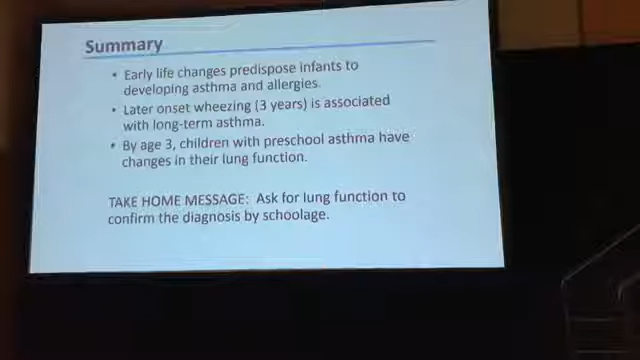 Summary
• Early life changes predispose infants to
developing asthma and allergies.
• Later onset wheezing (3 years) is associated
with long-term asthma.
• By age 3, children with preschool asthma have
changes in their lung function.
TAKE HOME MESSAGE: Ask for lung function to
confirm the diagnosis by schoolage.